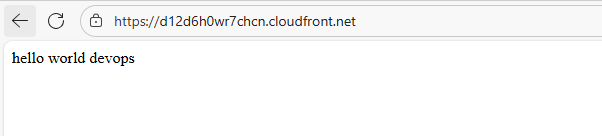 https://d12d6h0wr7chcn.cloudfront.net
hello world devops